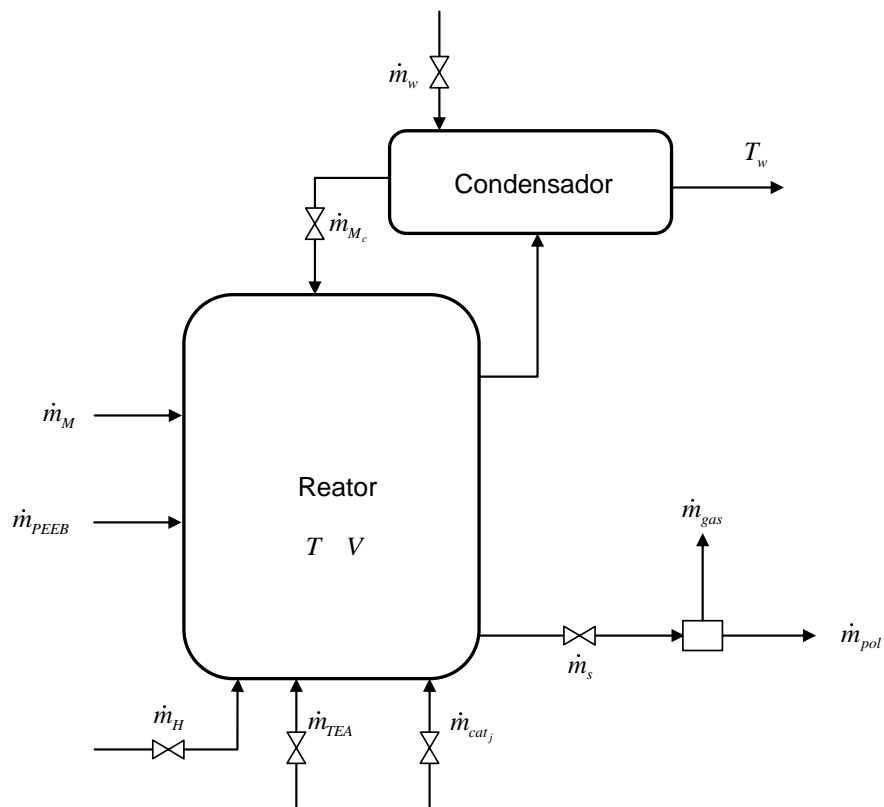 ṁ_w
Condensador
T_w
ṁ_{M_c}
ṁ_M
Reator
ṁ_{PEEB}
T V
ṁ_{gas}
ṁ_{pol}
ṁ_s
ṁ_H
ṁ_{TEA}
ṁ_{cat_j}